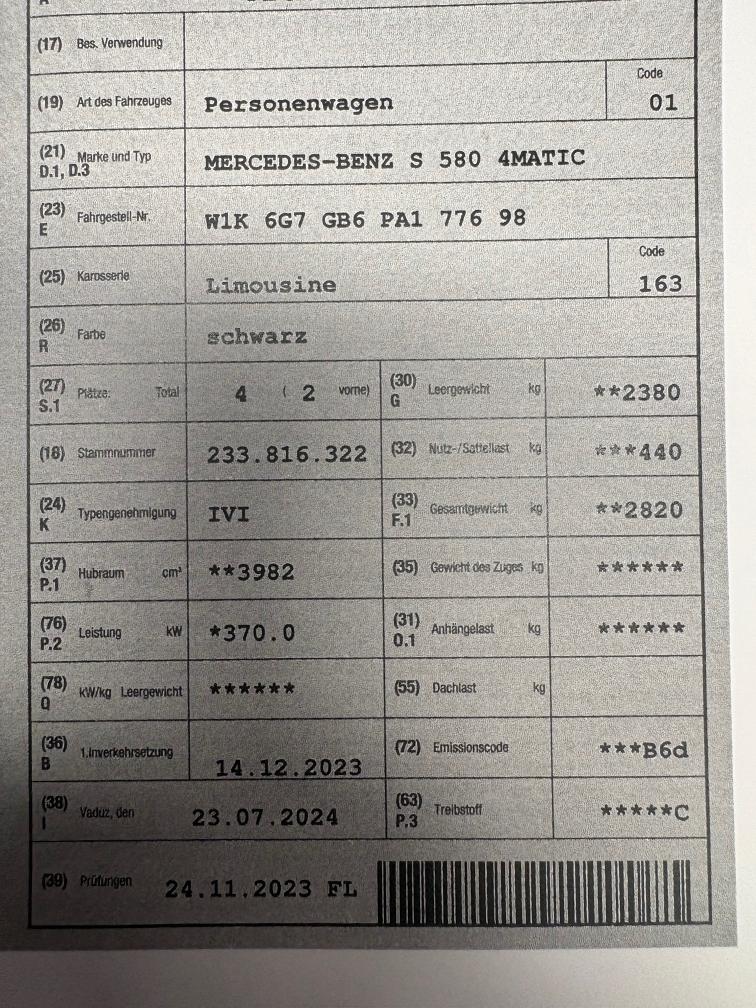 (17) Bes. Verwendung
(19) Art des Fahrzeuges Personenwagen Code 01
(21) D.1, D.3 Marke und Typ MERCEDES-BENZ S 580 4MATIC
(23) E Fahrgestell-Nr. W1K 6G7 GB6 PA1 776 98
(25) Karosserie Limousine Code 163
(26) R Farbe schwarz
(27) S.1 Plätze: Total 4 ( 2 vorne) (30) G Leergewicht kg **2380
(18) Stammnummer 233.816.322 (32) Nutz-/Sattellast kg ***440
(24) K Typengenehmigung IVI (33) F.1 Gesamtgewicht kg **2820
(37) P.1 Hubraum cm³ **3982 (35) Gewicht des Zuges kg ******
(76) P.2 Leistung kW *370.0 (31) O.1 Anhängelast kg ******
(78) Q kW/kg Leergewicht ****** (55) Dachlast kg
(36) B 1.Inverkehrsetzung 14.12.2023 (72) Emissionscode ***B6d
(38) I Vaduz, den 23.07.2024 (63) P.3 Treibstoff *****C
(39) Prüfungen 24.11.2023 FL